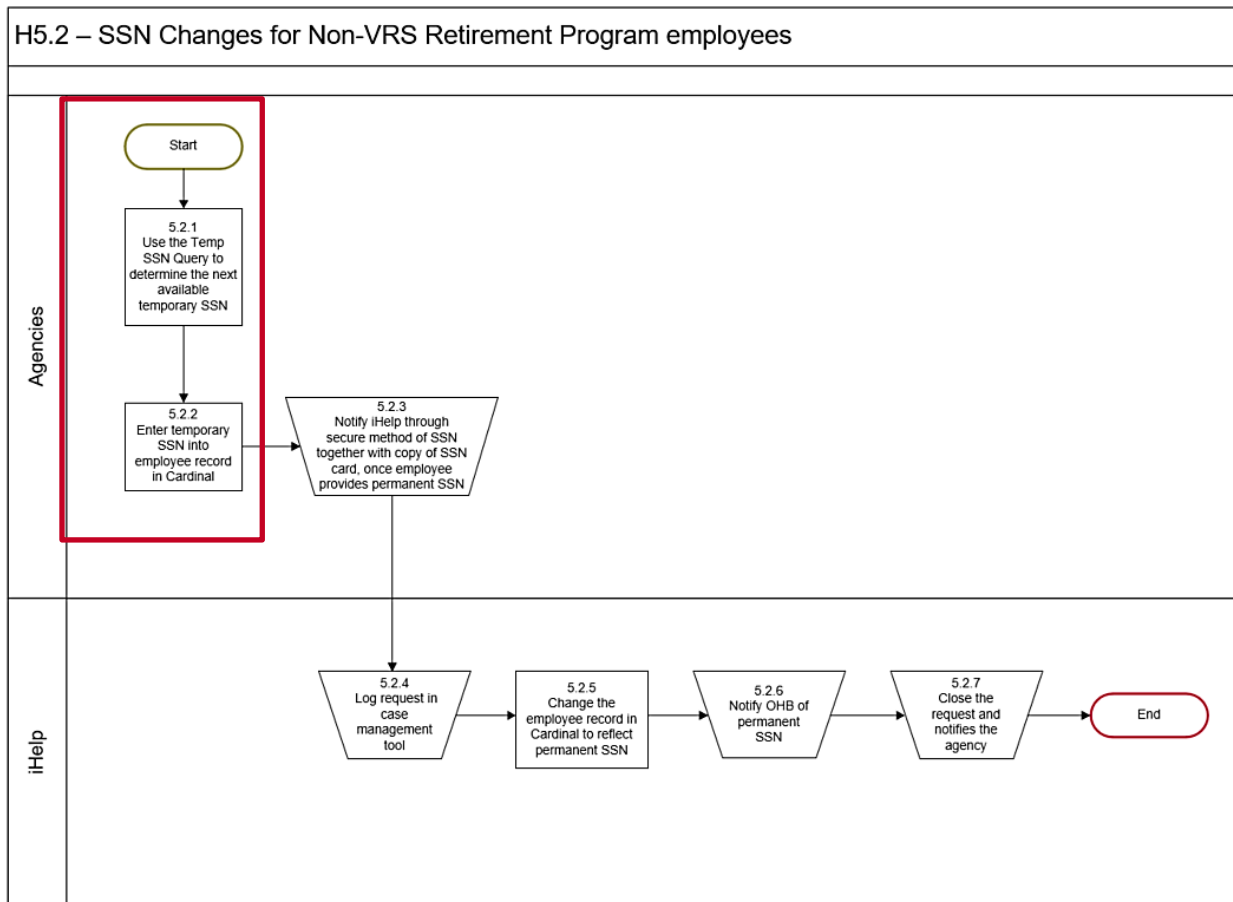 H5.2 – SSN Changes for Non-VRS Retirement Program employees
Agencies
Start
5.2.1
Use the Temp
SSN Query to
determine the next
available
temporary SSN
5.2.2
Enter temporary
SSN into
employee record
in Cardinal
5.2.3
Notify iHelp through
secure method of SSN
together with copy of SSN
card, once employee
provides permanent SSN
iHelp
5.2.4
Log request in
case
management
tool
5.2.5
Change the
employee record in
Cardinal to reflect
permanent SSN
5.2.6
Notify OHB of
permanent
SSN
5.2.7
Close the
request and
notifies the
agency
End